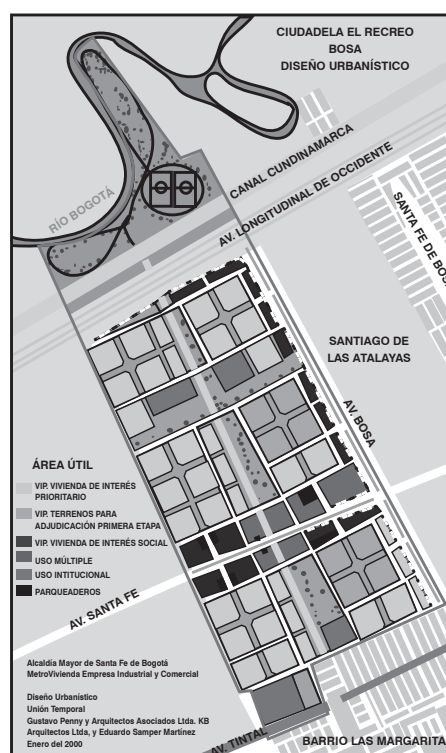 CIUDADELA EL RECREO
BOSA
DISEÑO URBANÍSTICO
CANAL CUNDINAMARCA
RÍO BOGOTÁ
AV. LONGITUDINAL DE OCCIDENTE
SANTA FE DE BOSA
SANTIAGO DE
LAS ATALAYAS
AV. BOSA
ÁREA ÚTIL
VIP. VIVIENDA DE INTERÉS
PRIORITARIO
VIP. TERRENOS PARA
ADJUDICACIÓN PRIMERA ETAPA
VIP. VIVIENDA DE INTERÉS SOCIAL
USO MÚLTIPLE
USO INTITUCIONAL
PARQUEADEROS
AV. SANTA FE
Alcaldía Mayor de Santa Fe de Bogotá
MetroVivienda Empresa Industrial y Comercial
Diseño Urbanístico
Unión Temporal
Gustavo Penny y Arquitectos Asociados Ltda. KB
Arquitectos Ltda, y Eduardo Samper Martínez
Enero del 2000
AV. TINTAL
BARRIO LAS MARGARITA